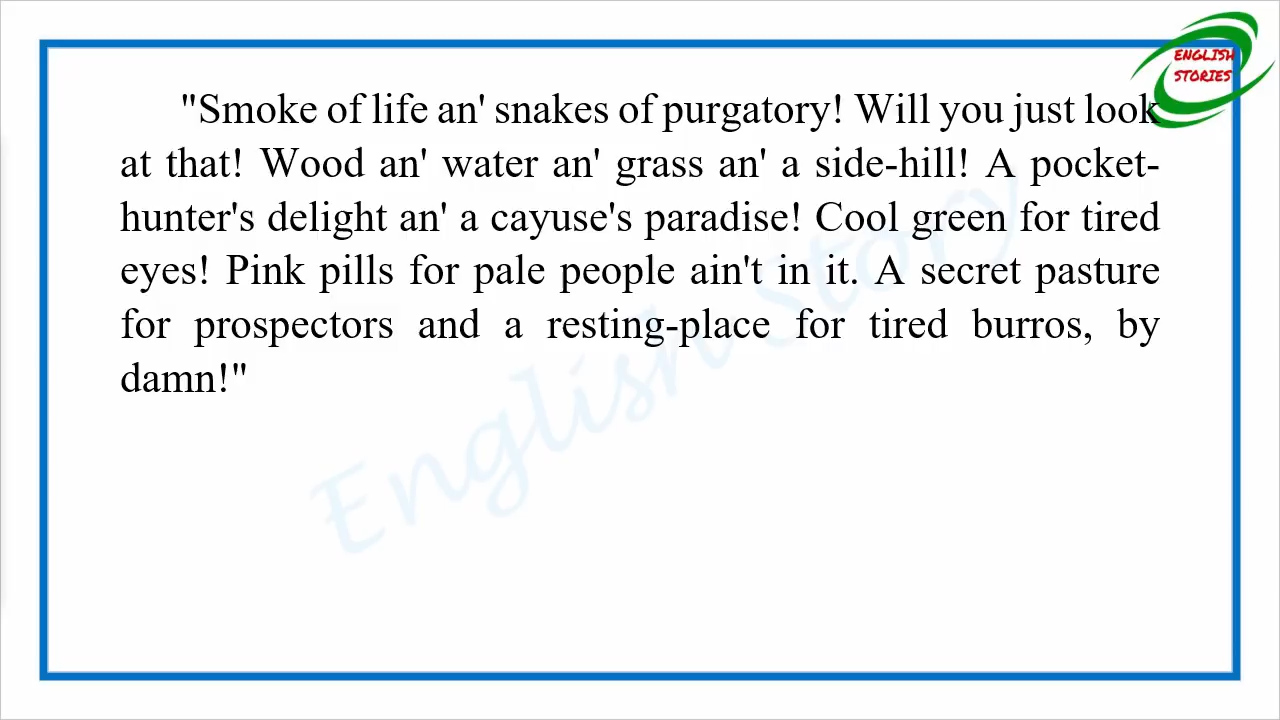 ENGLISH
STORIES
"Smoke of life an' snakes of purgatory! Will you just look
at that! Wood an' water an' grass an' a side-hill! A pocket-
hunter's delight an' a cayuse's paradise! Cool green for tired
eyes! Pink pills for pale people ain't in it. A secret pasture
for prospectors and a resting-place for tired burros, by
damn!"
English Story